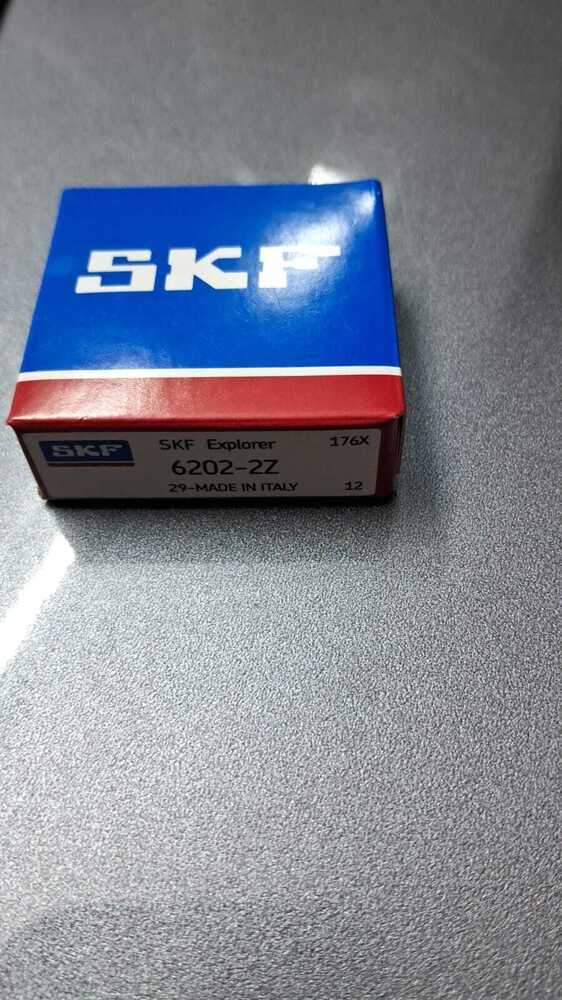 SKF
SKF SKF Explorer 176X
6202-2Z
29-MADE IN ITALY 12